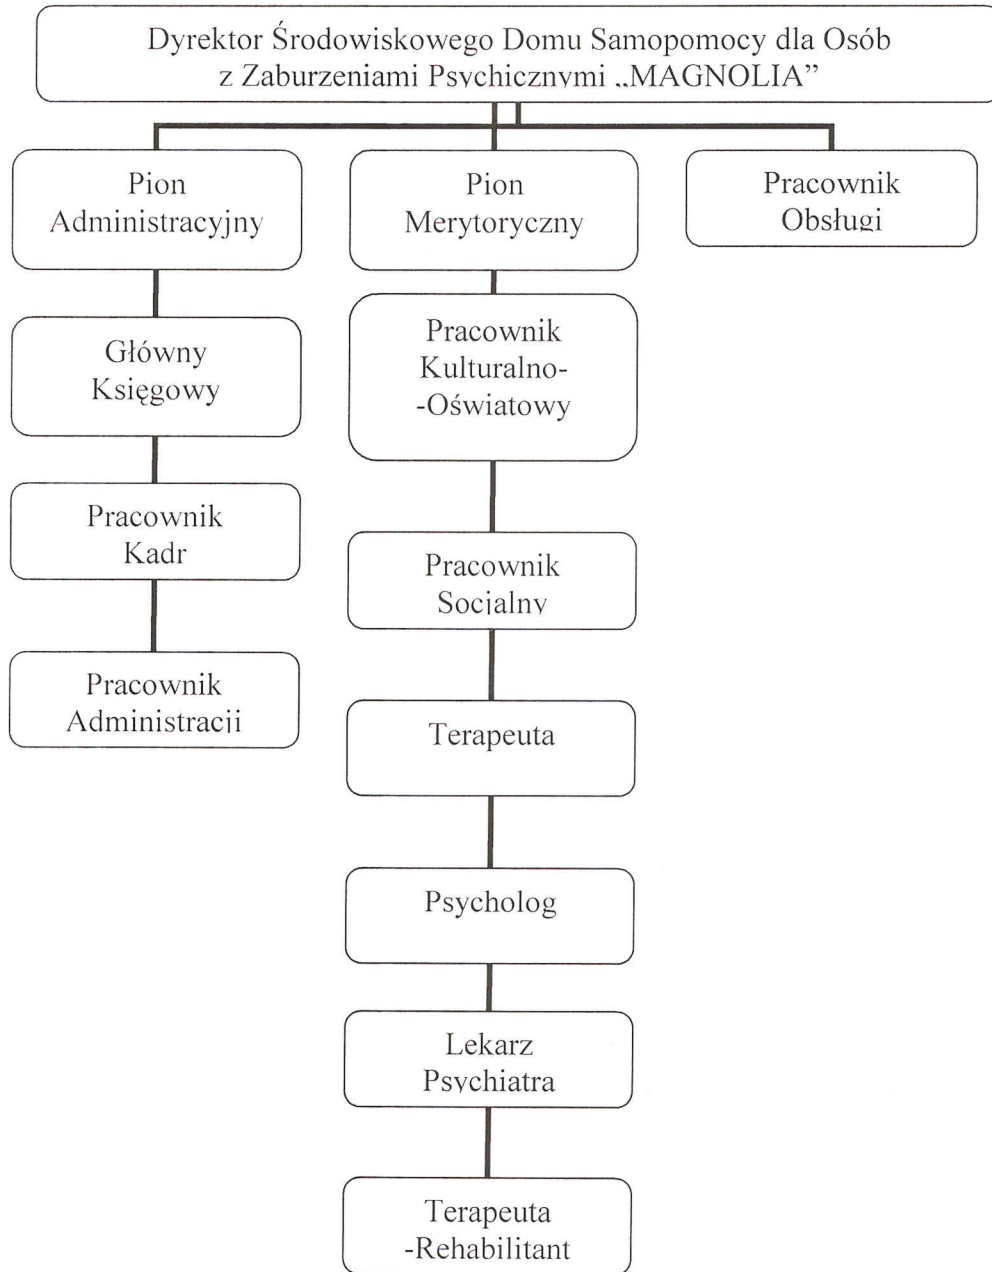 Dyrektor Środowiskowego Domu Samopomocy dla Osób
z Zaburzeniami Psychicznymi „MAGNOLIA”
Pion
Administracyjny
Pion
Merytoryczny
Pracownik
Obsługi
Główny
Księgowy
Pracownik
Kadr
Pracownik
Administracji
Pracownik
Kulturalno-
-Oświatowy
Pracownik
Socjalny
Terapeuta
Psycholog
Lekarz
Psychiatra
Terapeuta
-Rehabilitant